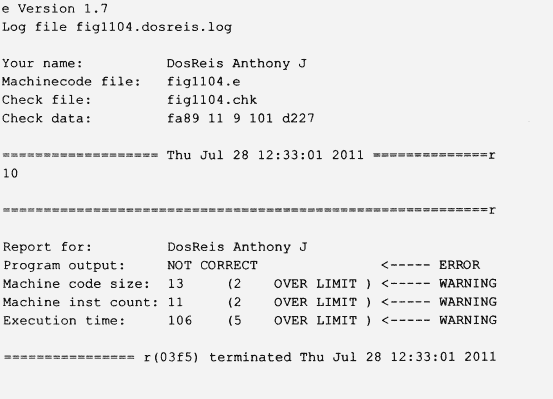 e Version 1.7
Log file fig1104.dosreis.log
Your name: DosReis Anthony J
Machinecode file: fig1104.e
Check file: fig1104.chk
Check data: fa89 11 9 101 d227
=================== Thu Jul 28 12:33:01 2011 ==============r
10
===========================================================r
Report for: DosReis Anthony J
Program output: NOT CORRECT <----- ERROR
Machine code size: 13 (2 OVER LIMIT ) <----- WARNING
Machine inst count: 11 (2 OVER LIMIT ) <----- WARNING
Execution time: 106 (5 OVER LIMIT ) <----- WARNING
================ r(03f5) terminated Thu Jul 28 12:33:01 2011